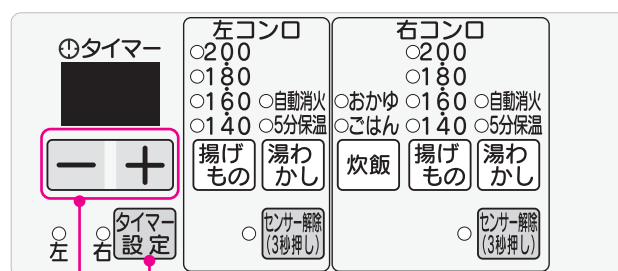 タイマー
− ＋
左 右
タイマー
設定
左コンロ
200
180
160 自動消火
140 5分保温
揚げ
もの
湯わ
かし
センサー解除
(3秒押し)
右コンロ
200
180
おかゆ 160 自動消火
ごはん 140 5分保温
炊飯
揚げ
もの
湯わ
かし
センサー解除
(3秒押し)